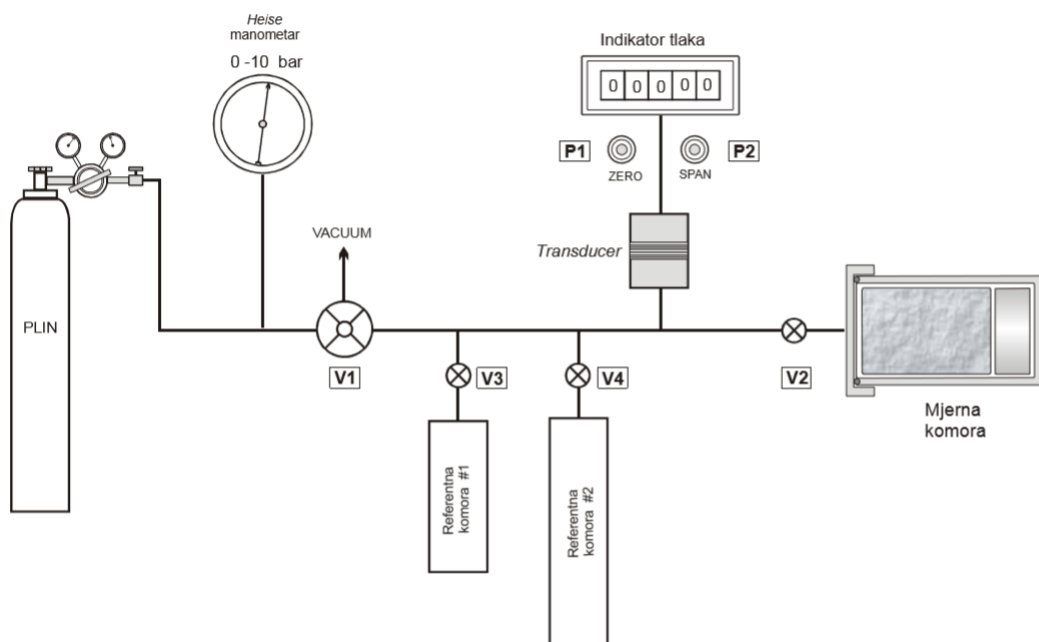 Heise
manometar
0 -10 bar
Indikator tlaka
0 0 0 0 0
P1
P2
ZERO
SPAN
VACUUM
Transducer
PLIN
V1
V3
V4
V2
Mjerna
komora
Referentna
komora #1
Referentna
komora #2